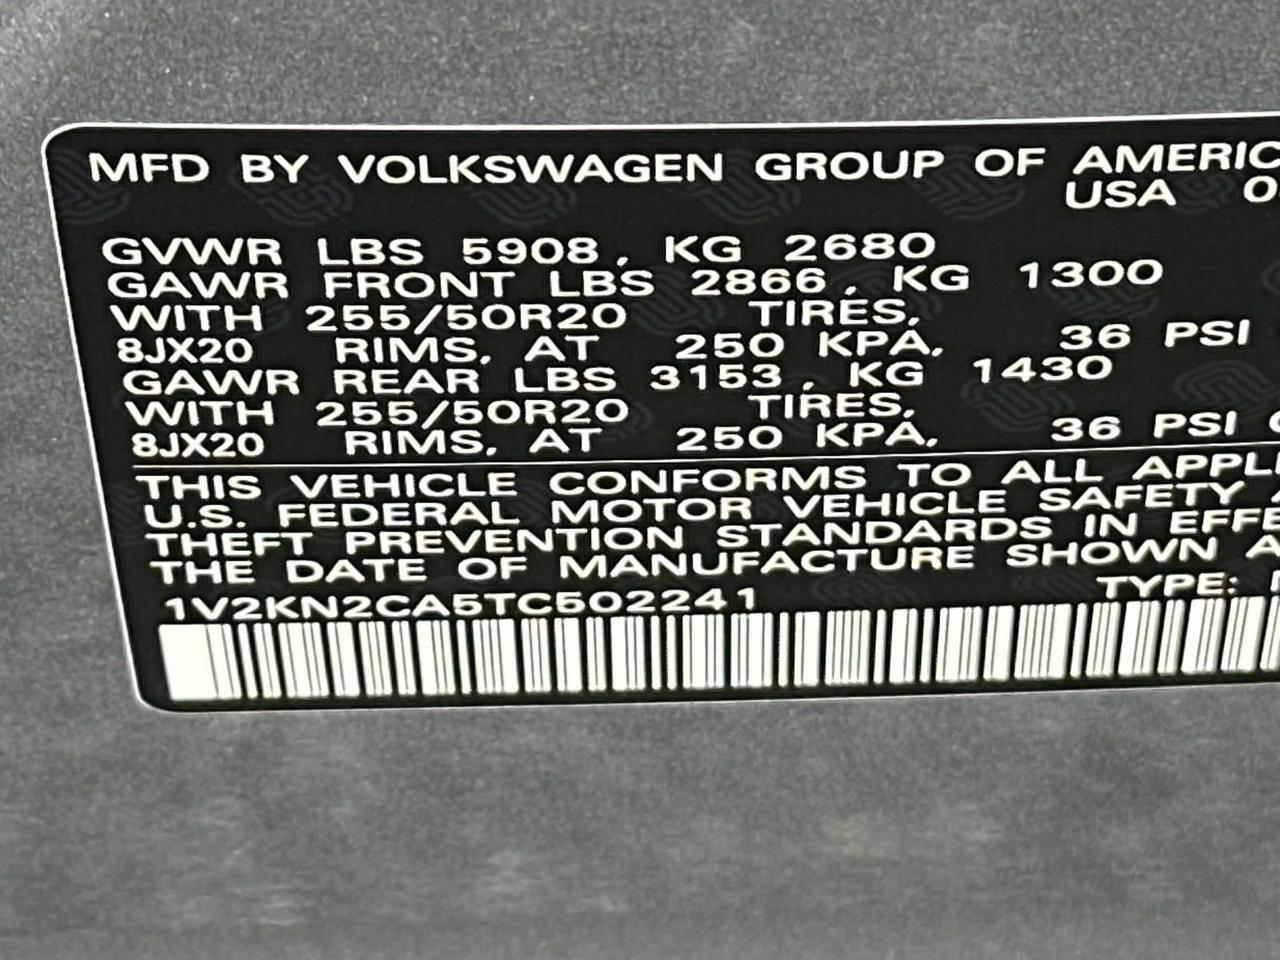 MFD BY VOLKSWAGEN GROUP OF AMERIC
USA 0
GVWR LBS 5908, KG 2680
GAWR FRONT LBS 2866, KG 1300
WITH 255/50R20 TIRES,
8JX20 RIMS, AT 250 KPA, 36 PSI
GAWR REAR LBS 3153, KG 1430
WITH 255/50R20 TIRES,
8JX20 RIMS, AT 250 KPA, 36 PSI
THIS VEHICLE CONFORMS TO ALL APPL
U.S. FEDERAL MOTOR VEHICLE SAFETY
THEFT PREVENTION STANDARDS IN EFFE
THE DATE OF MANUFACTURE SHOWN A
1V2KN2CA5TC502241 TYPE: